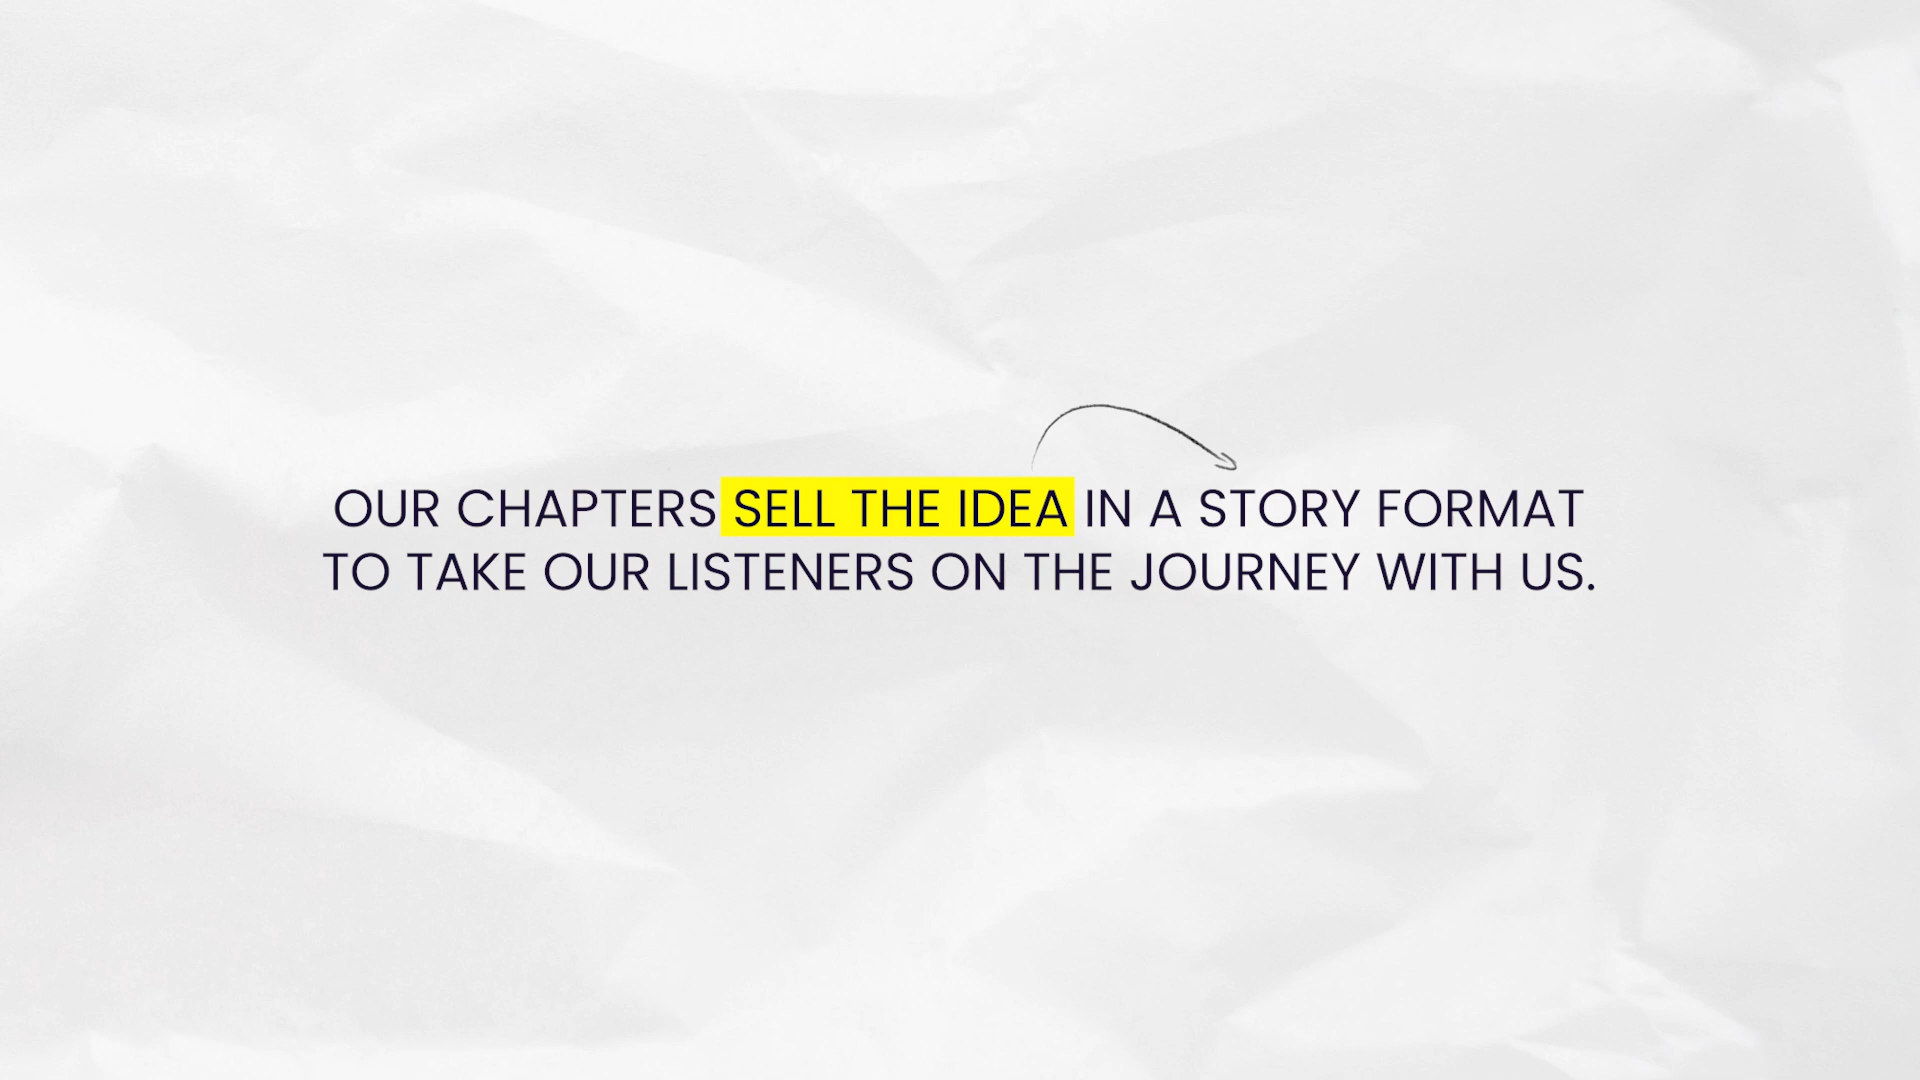 OUR CHAPTERS SELL THE IDEA IN A STORY FORMAT
TO TAKE OUR LISTENERS ON THE JOURNEY WITH US.